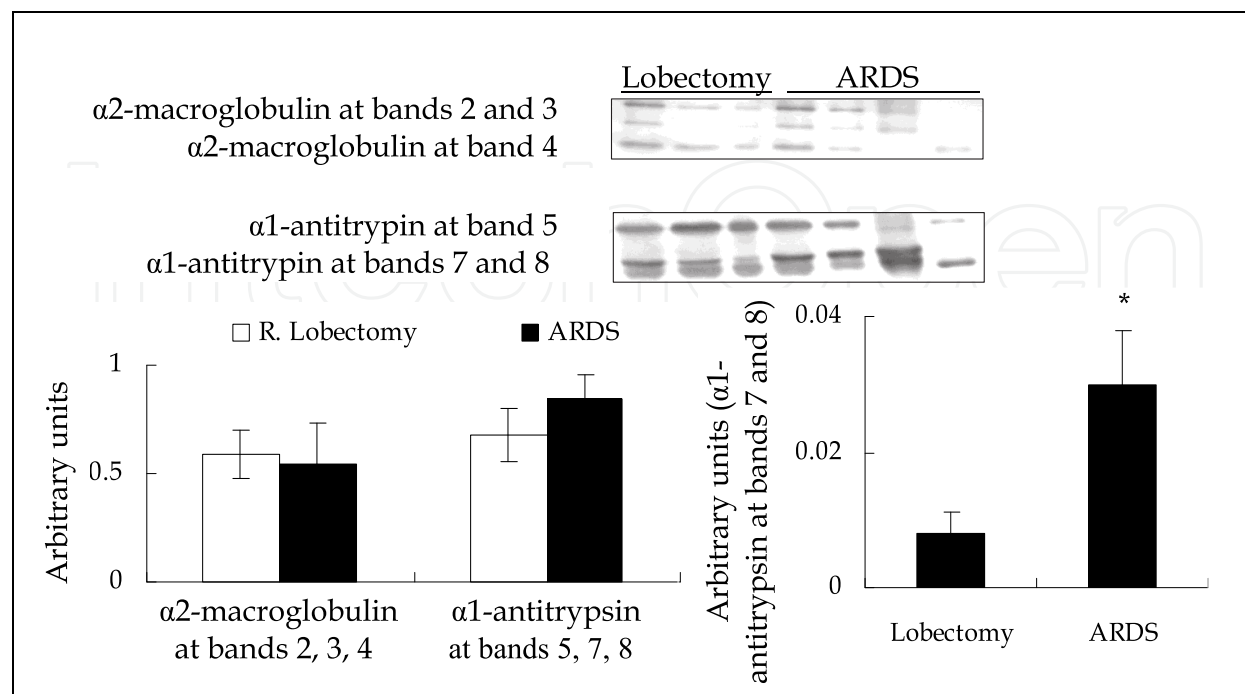 Lobectomy ARDS
α2-macroglobulin at bands 2 and 3
α2-macroglobulin at band 4
α1-antitrypin at band 5
α1-antitrypin at bands 7 and 8
InTechOpen
R. Lobectomy ARDS
1
0.5
0
Arbitrary units
α2-macroglobulin
at bands 2, 3, 4
α1-antitrypsin
at bands 5, 7, 8
Arbitrary units (α1-
antitrypsin at bands 7 and 8)
0.04
0.02
0
*
Lobectomy
ARDS